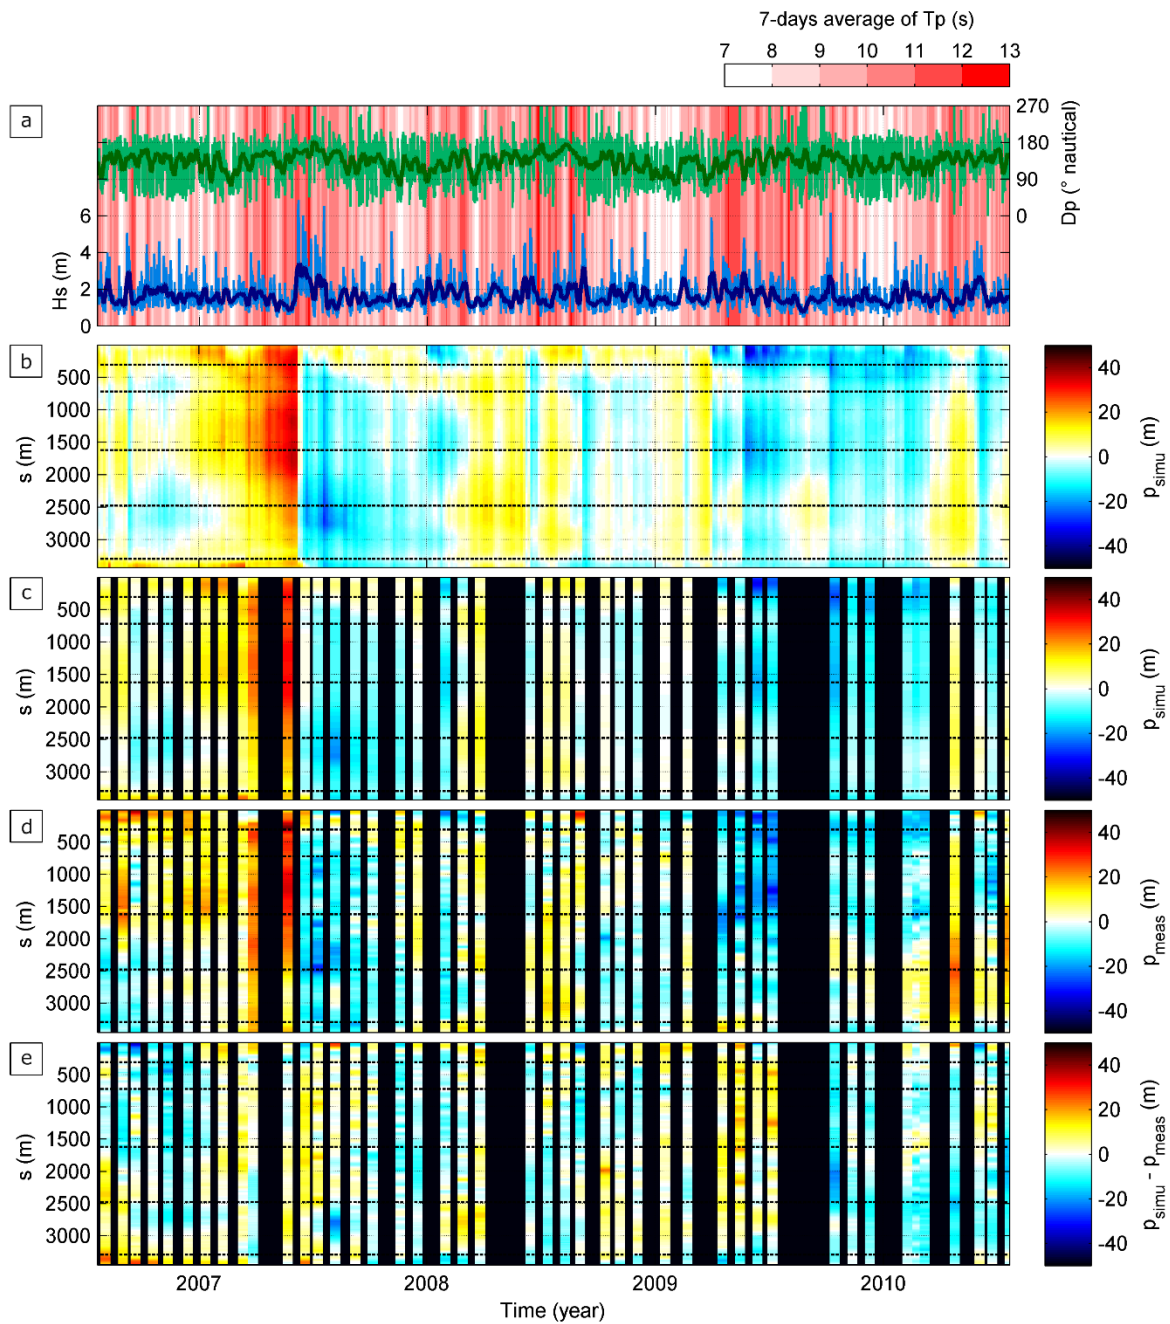 7-days average of Tp (s)
7 8 9 10 11 12 13
a
Hs (m)
6
4
2
0
270
180
90
0
Dp (° nautical)
b
s (m)
500
1000
1500
2000
2500
3000
40
20
0
-20
-40
p_simu (m)
c
s (m)
500
1000
1500
2000
2500
3000
40
20
0
-20
-40
p_simu (m)
d
s (m)
500
1000
1500
2000
2500
3000
40
20
0
-20
-40
p_meas (m)
e
s (m)
500
1000
1500
2000
2500
3000
40
20
0
-20
-40
p_simu - p_meas (m)
2007 2008 2009 2010
Time (year)